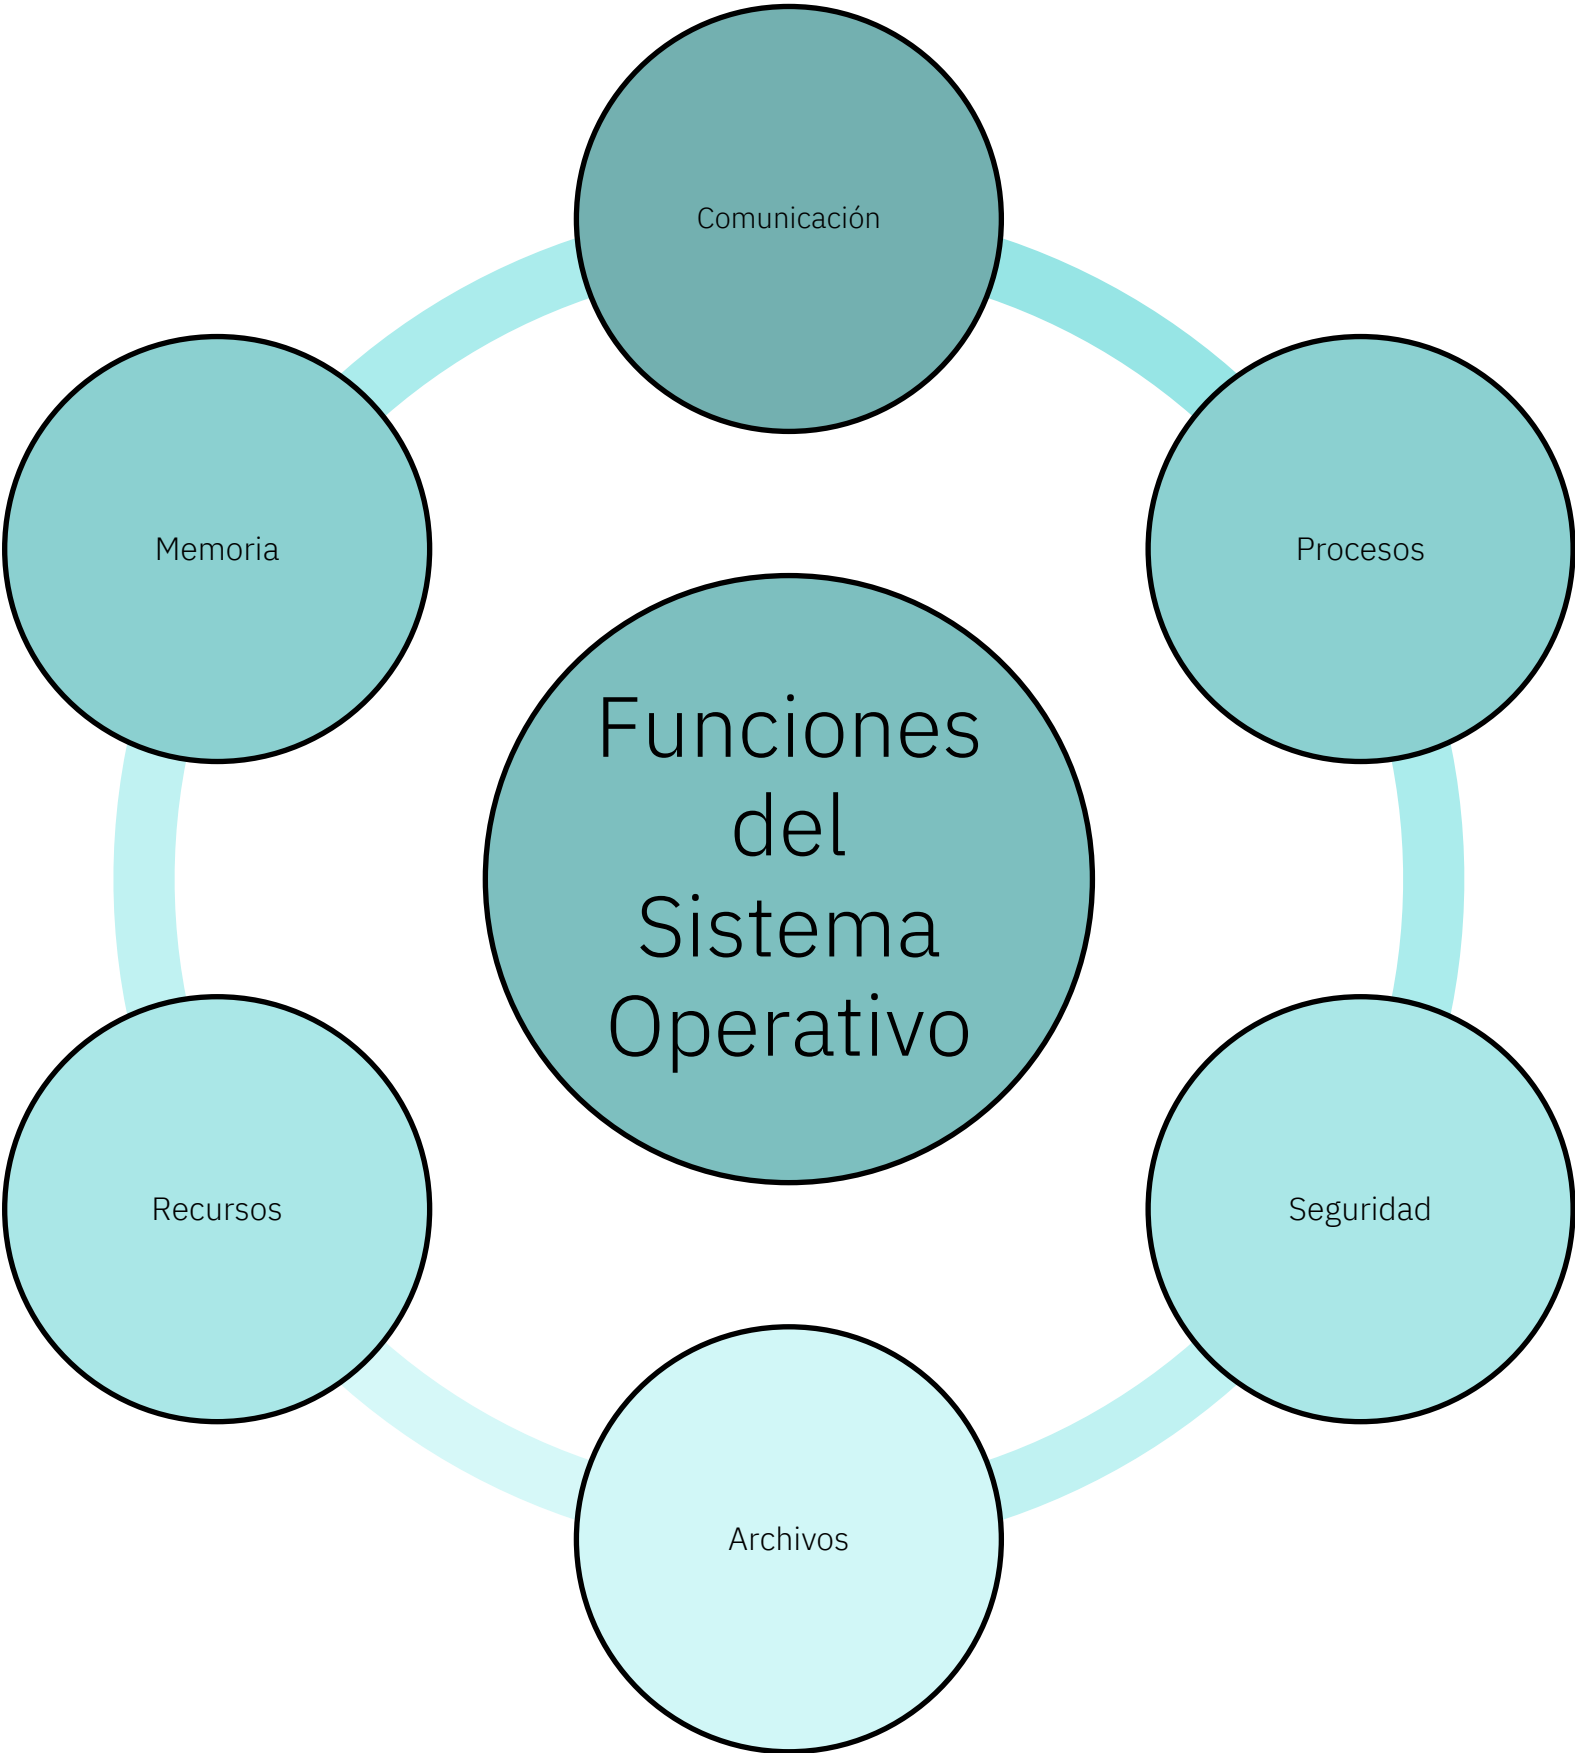 Comunicación
Memoria
Procesos
Funciones
del
Sistema
Operativo
Recursos
Seguridad
Archivos